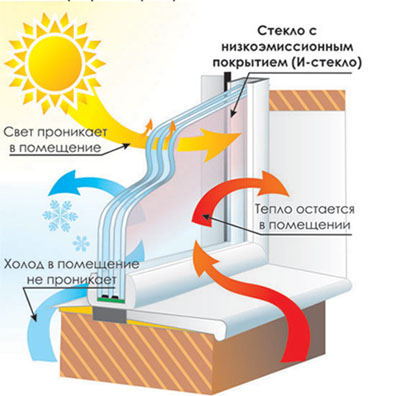 Стекло с
низкоэмиссионным
покрытием (И-стекло)
Свет проникает
в помещение
Тепло остается
в помещении
Холод в помещение
не проникает